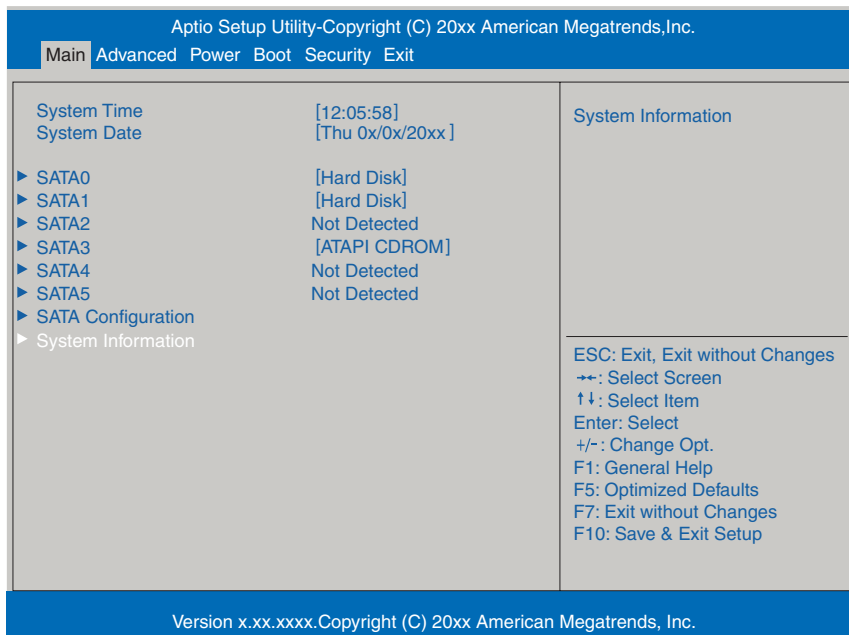 Aptio Setup Utility-Copyright (C) 20xx American Megatrends,Inc.
Main Advanced Power Boot Security Exit
System Time [12:05:58]
System Date [Thu 0x/0x/20xx ]
► SATA0 [Hard Disk]
► SATA1 [Hard Disk]
► SATA2 Not Detected
► SATA3 [ATAPI CDROM]
► SATA4 Not Detected
► SATA5 Not Detected
► SATA Configuration
► System Information
System Information
ESC: Exit, Exit without Changes
→←: Select Screen
↑↓: Select Item
Enter: Select
+/-: Change Opt.
F1: General Help
F5: Optimized Defaults
F7: Exit without Changes
F10: Save & Exit Setup
Version x.xx.xxxx.Copyright (C) 20xx American Megatrends, Inc.